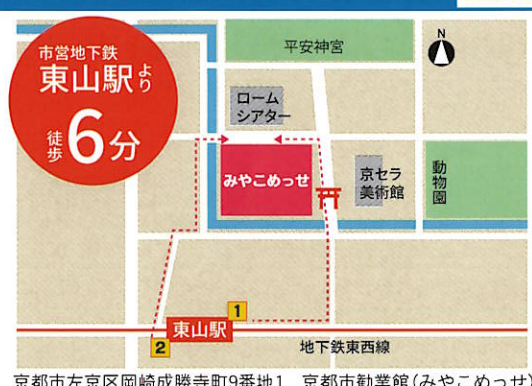 市営地下鉄
東山駅より
徒歩6分
平安神宮
N
ローム
シアター
みやこめっせ
京セラ
美術館
動物園
1
東山駅
2
地下鉄東西線
京都市左京区岡崎成勝寺町9番地1 京都市勧業館(みやこめっせ)